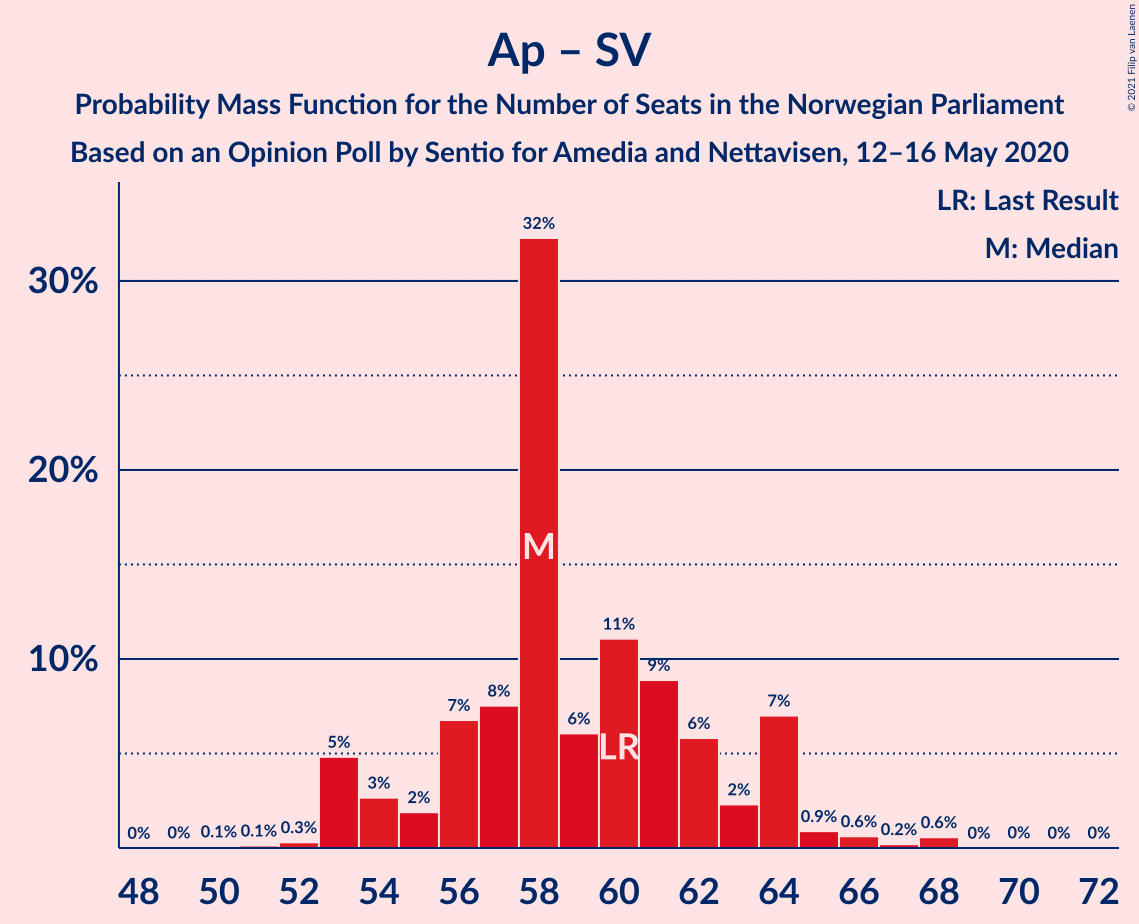 Ap – SV
Probability Mass Function for the Number of Seats in the Norwegian Parliament
Based on an Opinion Poll by Sentio for Amedia and Nettavisen, 12–16 May 2020
© 2021 Filip van Laenen
LR: Last Result
M: Median
30%
20%
10%
0% 0% 0.1% 0.1% 0.3% 5% 3% 2% 7% 8% 32% 6% 11% 9% 6% 2% 7% 0.9% 0.6% 0.2% 0.6% 0% 0% 0% 0%
M
LR
48 50 52 54 56 58 60 62 64 66 68 70 72